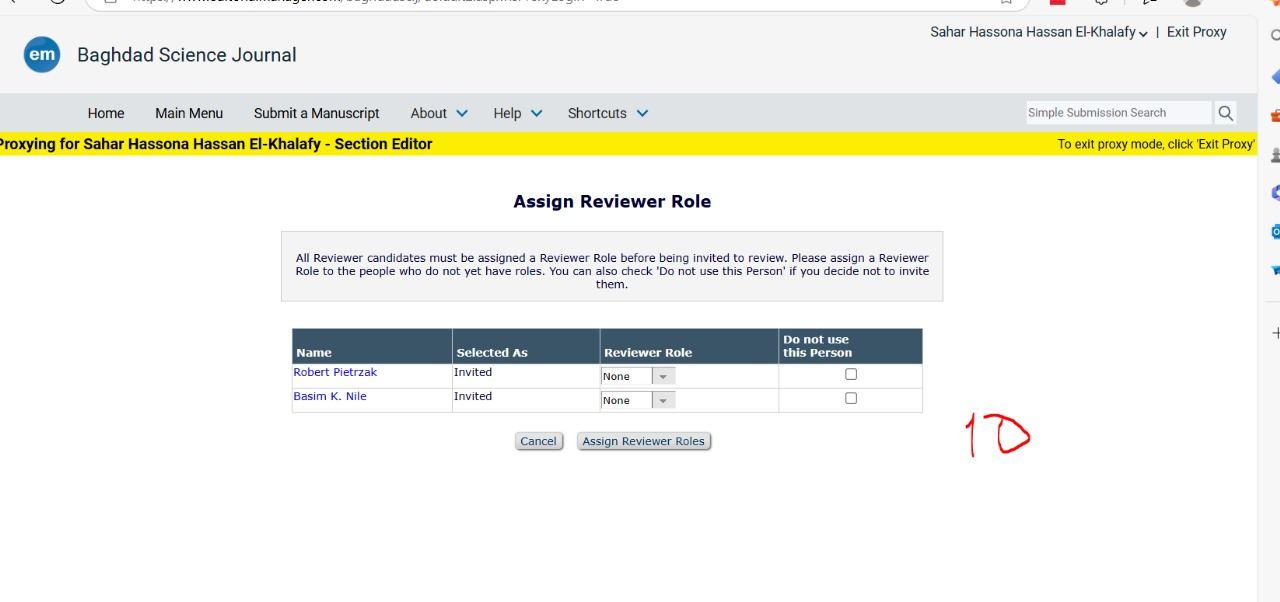 Sahar Hassona Hassan El-Khalafy | Exit Proxy
em Baghdad Science Journal
Home Main Menu Submit a Manuscript About Help Shortcuts Simple Submission Search
Proxying for Sahar Hassona Hassan El-Khalafy - Section Editor To exit proxy mode, click 'Exit Proxy'
Assign Reviewer Role
All Reviewer candidates must be assigned a Reviewer Role before being invited to review. Please assign a Reviewer
Role to the people who do not yet have roles. You can also check 'Do not use this Person' if you decide not to invite
them.
Name Selected As Reviewer Role Do not use this Person
Robert Pietrzak Invited None
Basim K. Nile Invited None
Cancel Assign Reviewer Roles
10